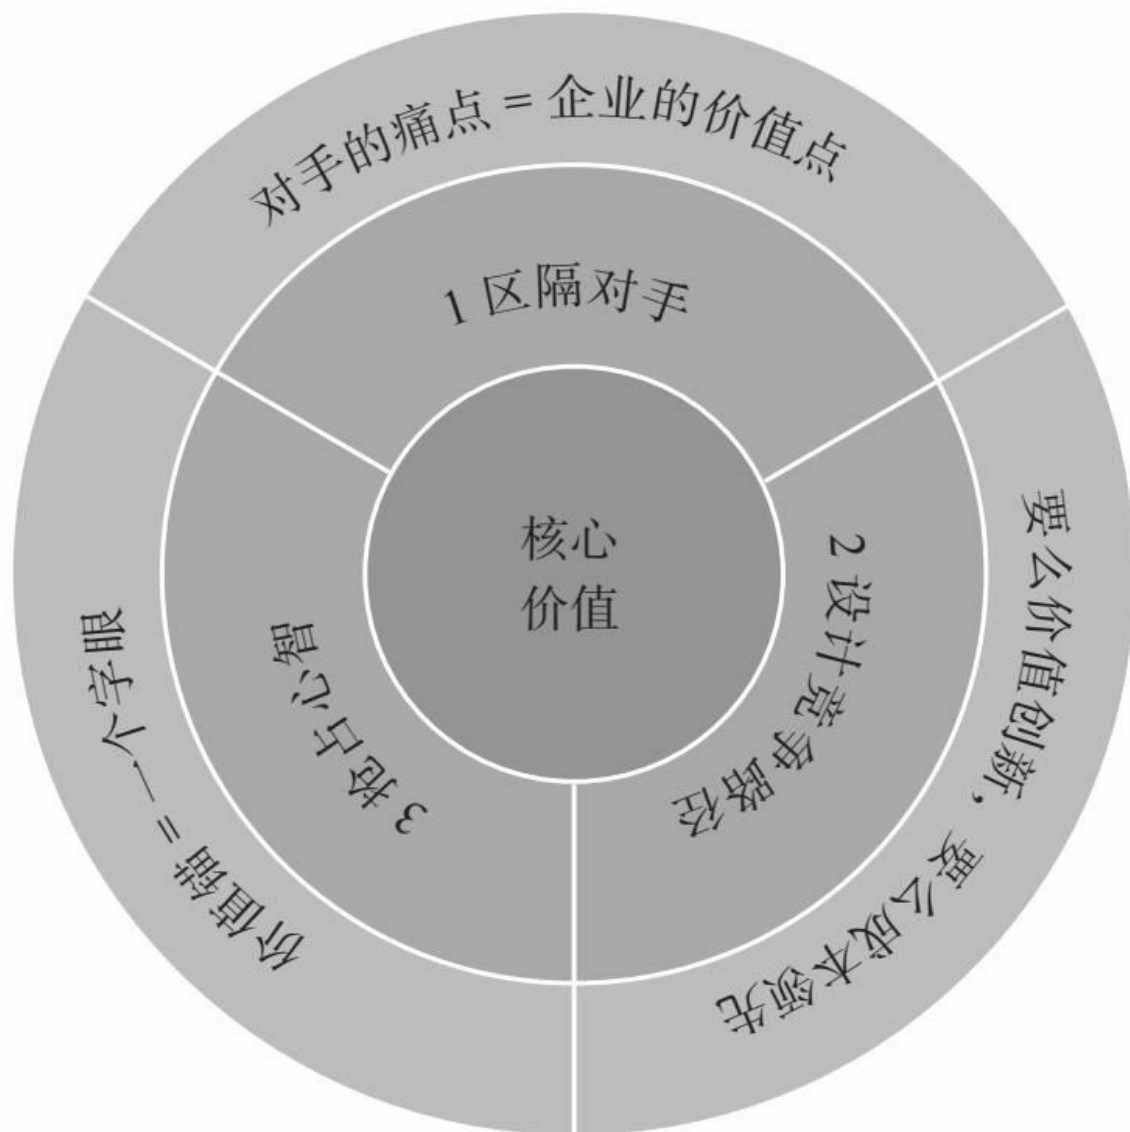 对手的痛点 = 企业的价值点
1 区隔对手
核心
价值
2 设计竞争路径
要么价值创新，要么成本领先
3 抢占心智
价值锚 = 一个字眼